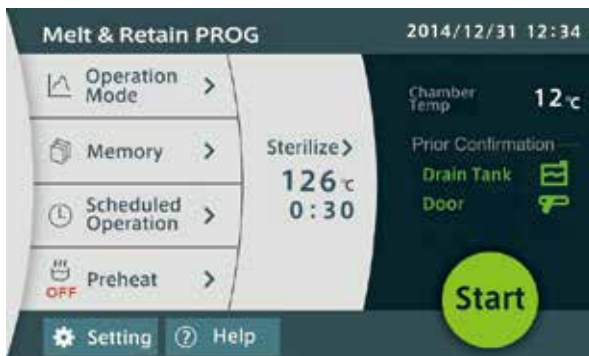 Melt & Retain PROG
2014/12/31 12:34
Operation
Mode
Memory
Scheduled
Operation
OFF
Preheat
Sterilize
126℃
0:30
Chamber
Temp
12℃
Prior Confirmation
Drain Tank
Door
Start
Setting
? Help